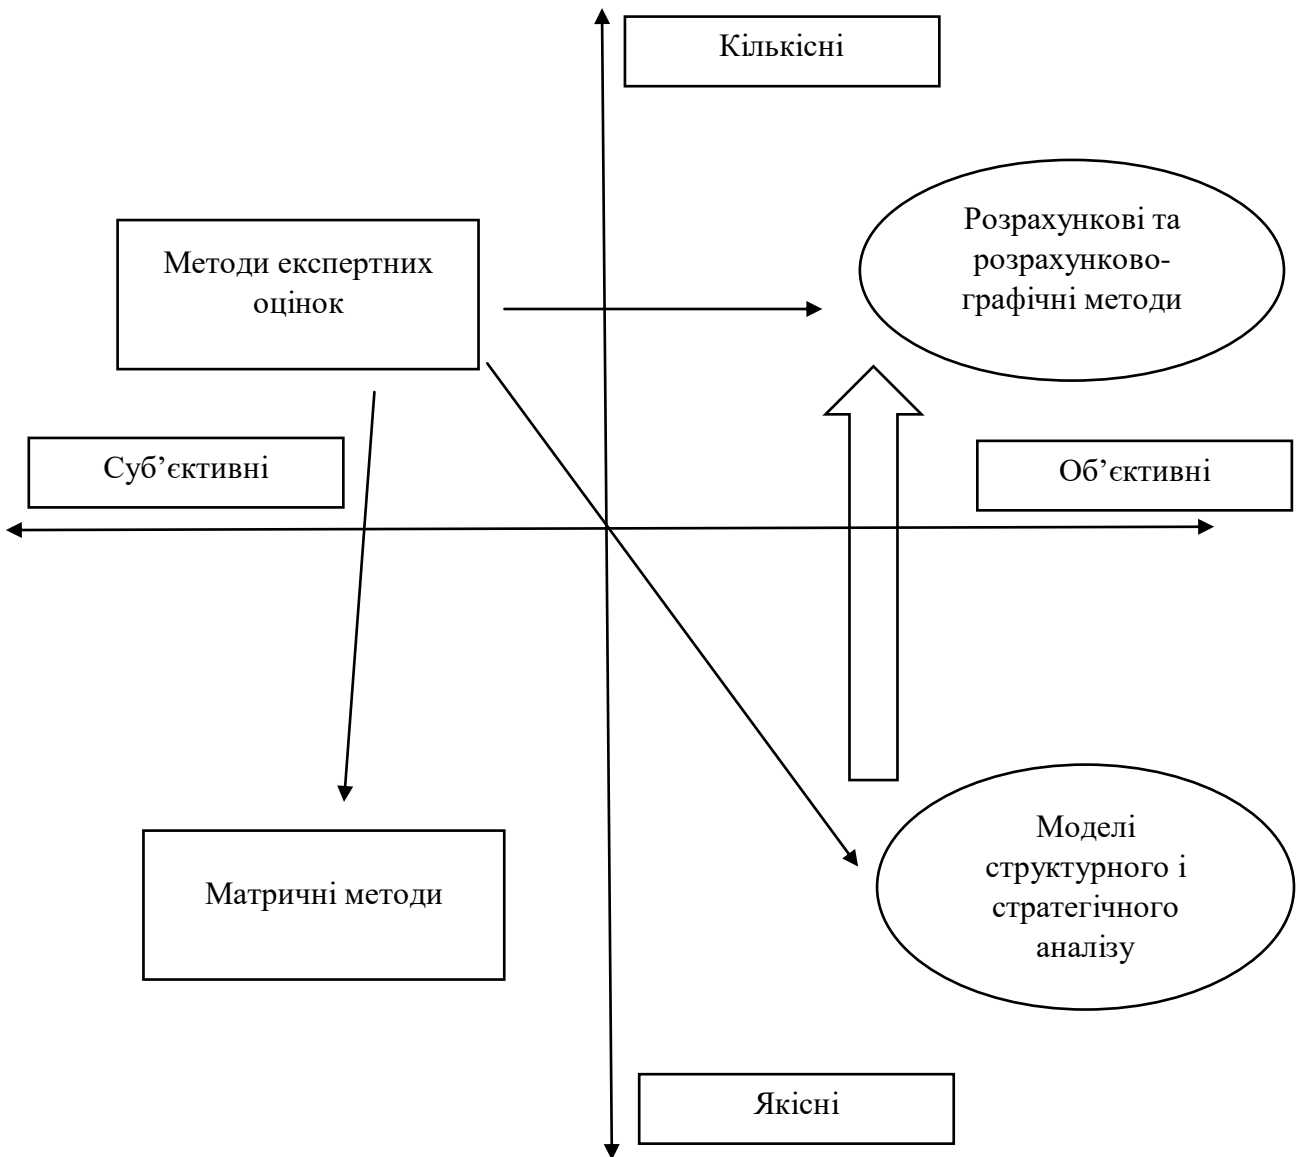 Кількісні
Розрахункові та
розрахунково-
графічні методи
Методи експертних
оцінок
Суб’єктивні
Об’єктивні
Моделі
структурного і
стратегічного
аналізу
Матричні методи
Якісні